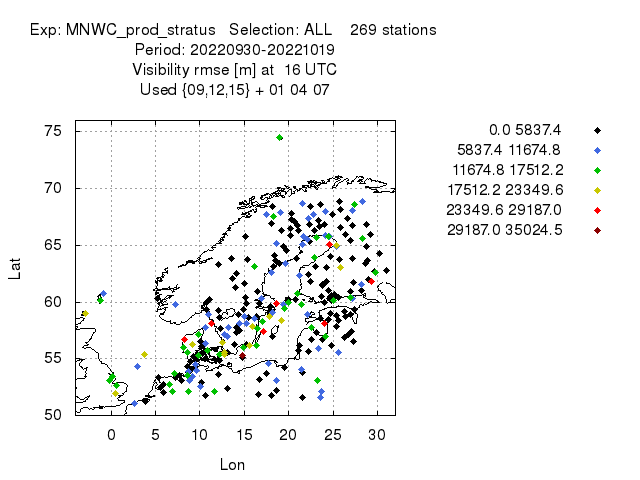 Exp: MNWC_prod_stratus   Selection: ALL    269 stations
Period: 20220930-20221019
Visibility rmse [m] at  16 UTC
Used {09,12,15} + 01 04 07
0.0 5837.4
5837.4 11674.8
11674.8 17512.2
17512.2 23349.6
23349.6 29187.0
29187.0 35024.5
75
70
65
60
55
50
Lat
0 5 10 15 20 25 30
Lon